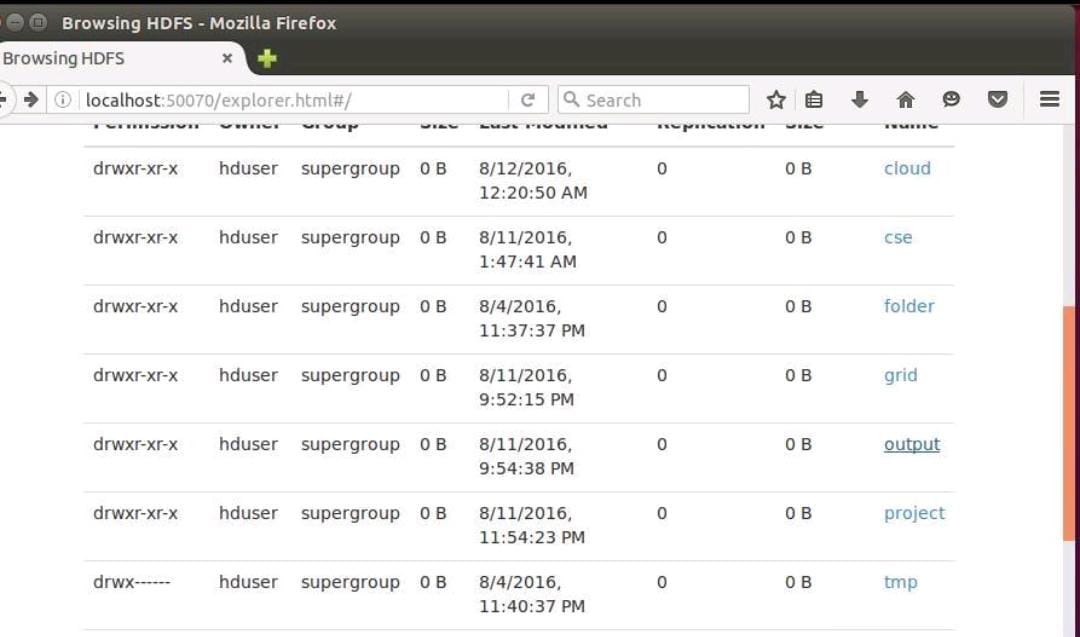 Browsing HDFS - Mozilla Firefox
Browsing HDFS
localhost:50070/explorer.html#/
Search
Permission Owner Group Size Last Modified Replication Size Name
drwxr-xr-x hduser supergroup 0 B 8/12/2016, 0 0 B cloud
12:20:50 AM
drwxr-xr-x hduser supergroup 0 B 8/11/2016, 0 0 B cse
1:47:41 AM
drwxr-xr-x hduser supergroup 0 B 8/4/2016, 0 0 B folder
11:37:37 PM
drwxr-xr-x hduser supergroup 0 B 8/11/2016, 0 0 B grid
9:52:15 PM
drwxr-xr-x hduser supergroup 0 B 8/11/2016, 0 0 B output
9:54:38 PM
drwxr-xr-x hduser supergroup 0 B 8/11/2016, 0 0 B project
11:54:23 PM
drwx------ hduser supergroup 0 B 8/4/2016, 0 0 B tmp
11:40:37 PM